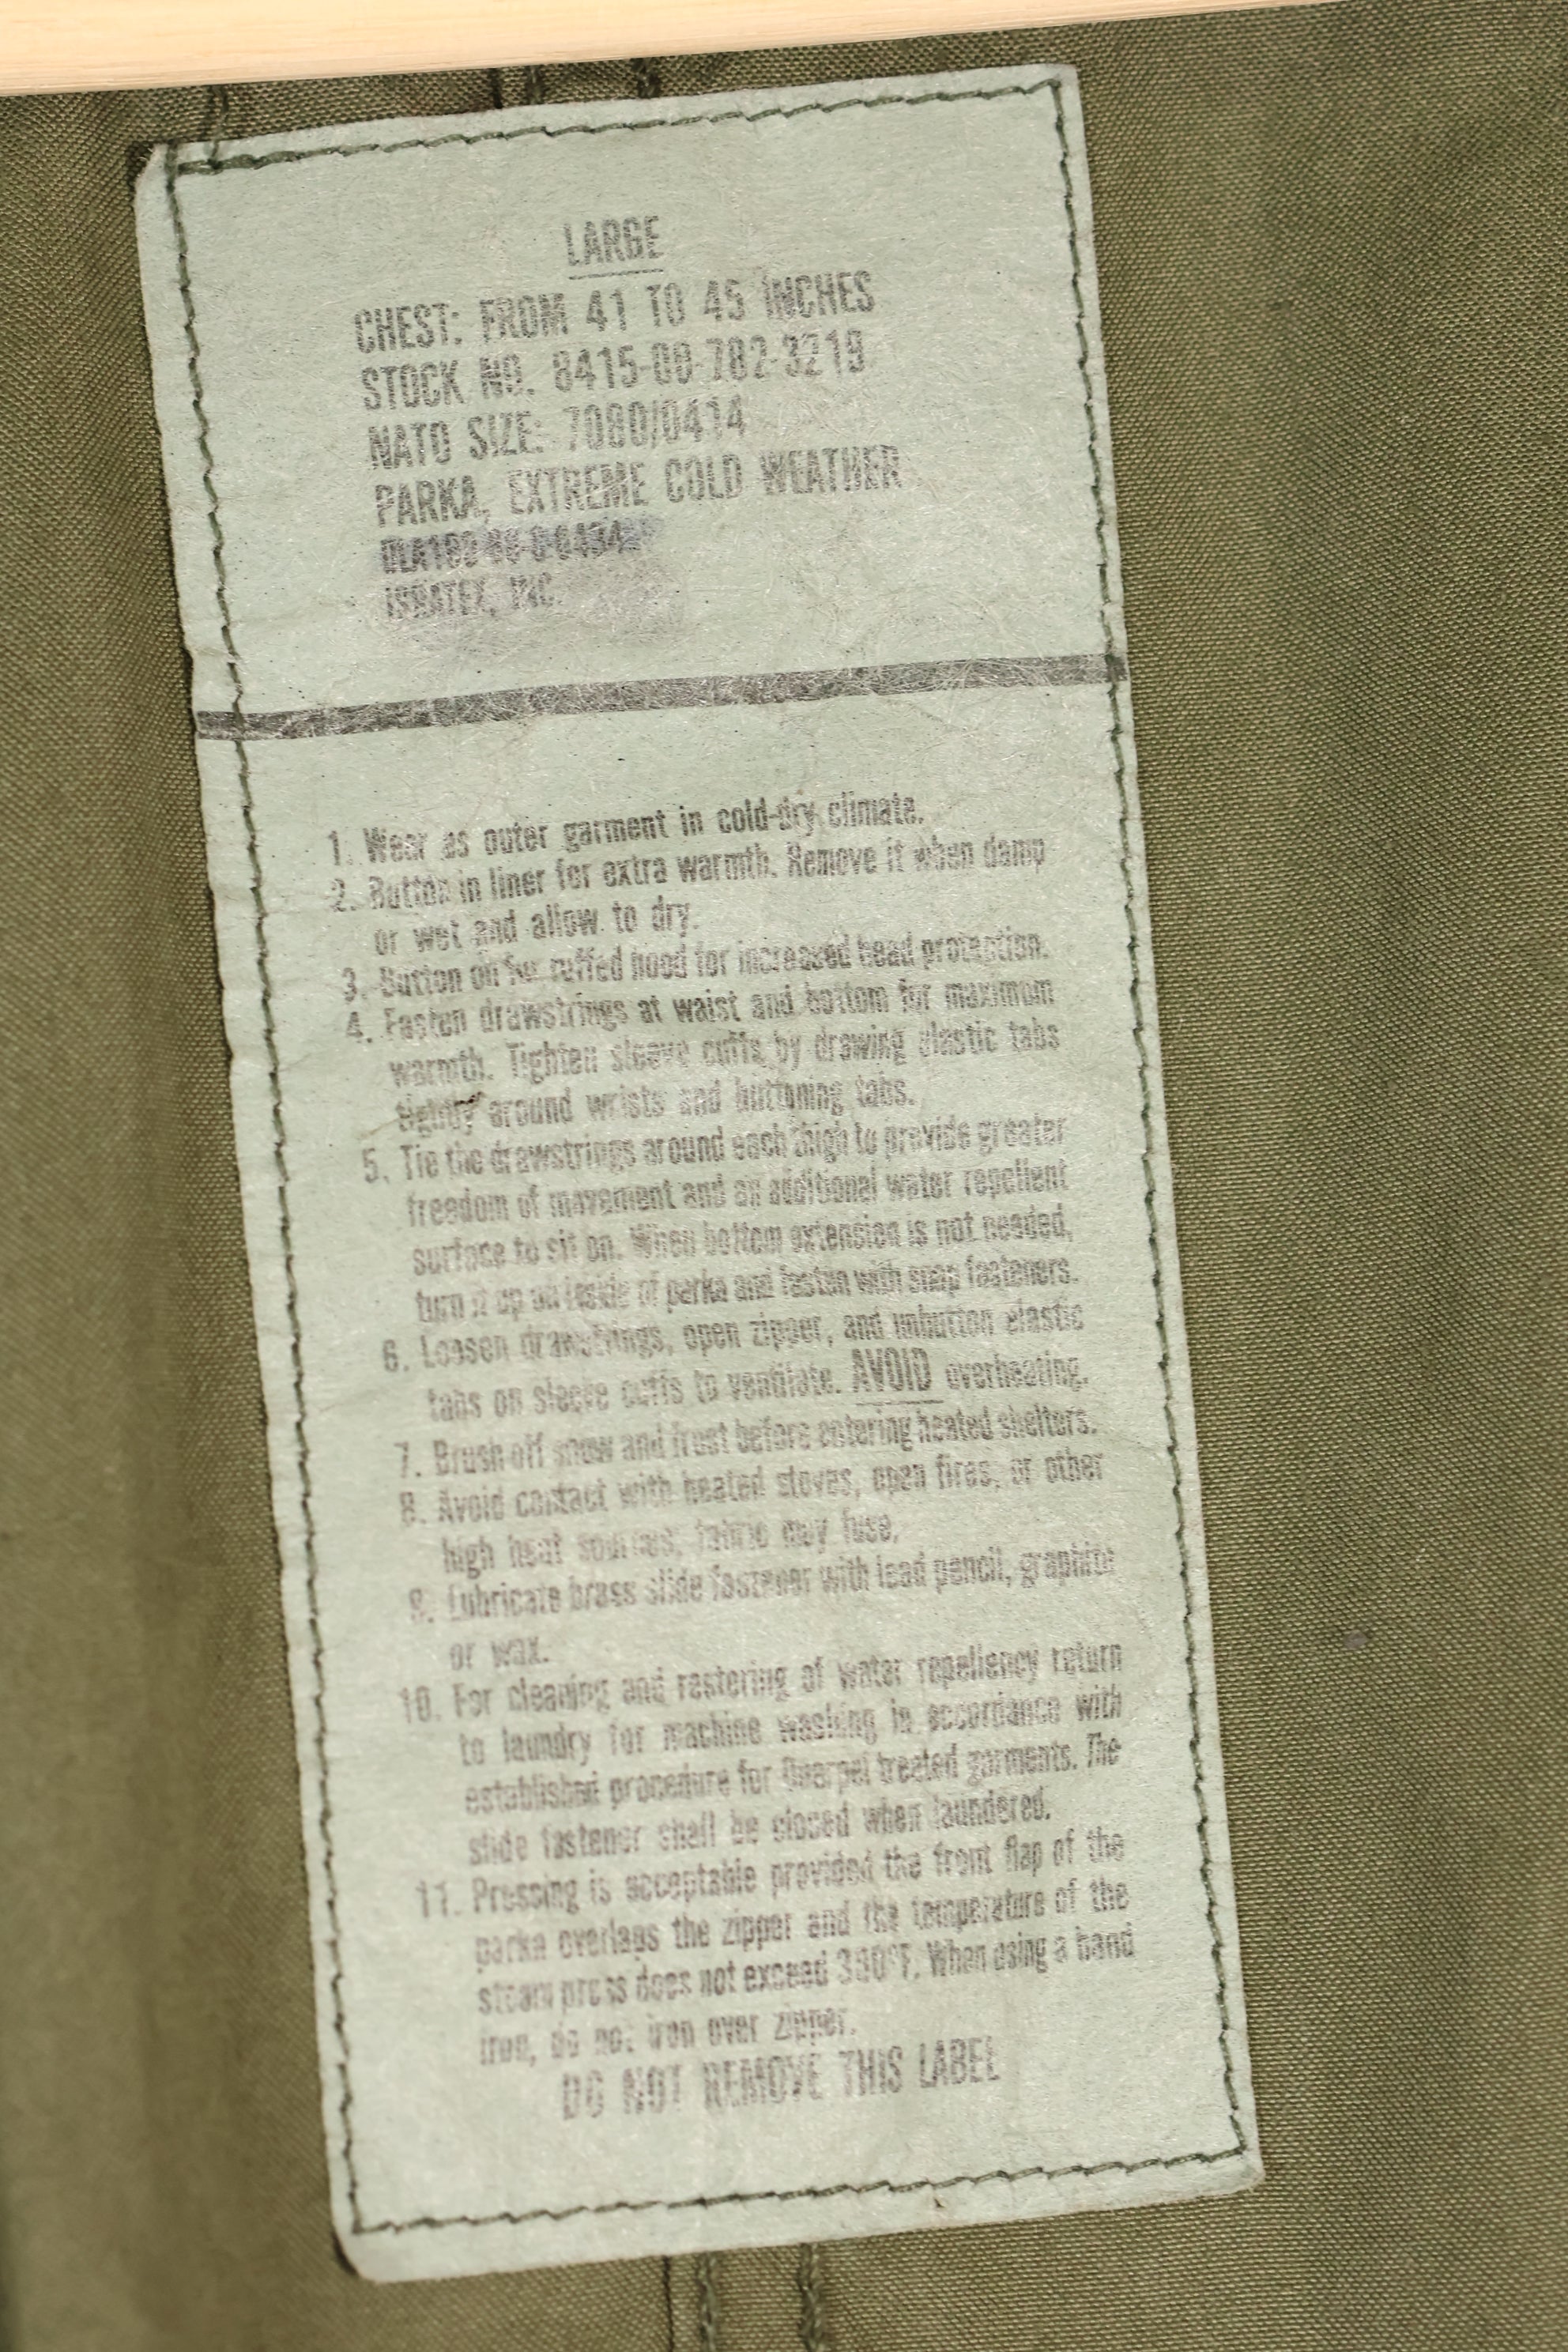 LARGE
CHEST: FROM 41 TO 45 INCHES
STOCK NO. 8415-00-782-3219
NATO SIZE: 7080/0414
PARKA, EXTREME COLD WEATHER
ISRATEX, INC.
1. Wear as outer garment in cold-dry climate.
2. Button in liner for extra warmth. Remove it when damp
or wet and allow to dry.
3. Button on fur ruffed hood for increased head protection.
4. Fasten drawstrings at waist and bottom for maximum
warmth. Tighten sleeve cuffs by drawing elastic tabs
tightly around wrists and buttoning tabs.
5. Tie the drawstrings around each thigh to provide greater
freedom of movement and an additional water repellent
surface to sit on. When bottom extension is not needed,
turn it up on inside of parka and fasten with snap fasteners.
6. Loosen drawstrings, open zipper, and unbutton elastic
tabs on sleeve cuffs to ventilate. AVOID overheating.
7. Brush off snow and frost before entering heated shelters.
8. Avoid contact with heated stoves, open fires, or other
high heat sources; fabric may fuse.
9. Lubricate brass slide fastener with lead pencil, graphite
or wax.
10. For cleaning and restoring of water repellency return
to laundry for machine washing in accordance with
established procedure for Quarpel treated garments. The
slide fastener shall be closed when laundered.
11. Pressing is acceptable provided the front flap of the
parka overlaps the zipper and the temperature of the
steam press does not exceed 300°F. When using a hand
iron, do not iron over zipper.
DO NOT REMOVE THIS LABEL